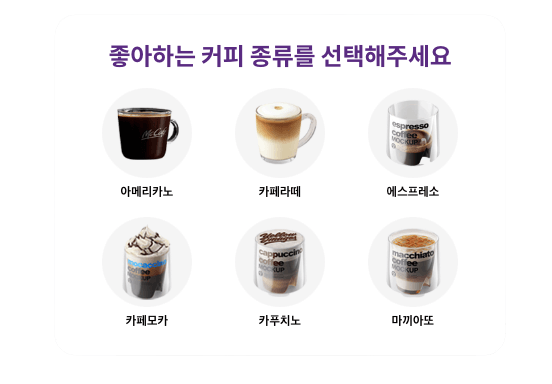 좋아하는 커피 종류를 선택해주세요
McCafé
espresso
coffee
MOCKUP
아메리카노
카페라떼
에스프레소
coffee
MOCKUP
cappuccino
coffee
MOCKUP
macchiato
coffee
MOCKUP
카페모카
카푸치노
마끼아또